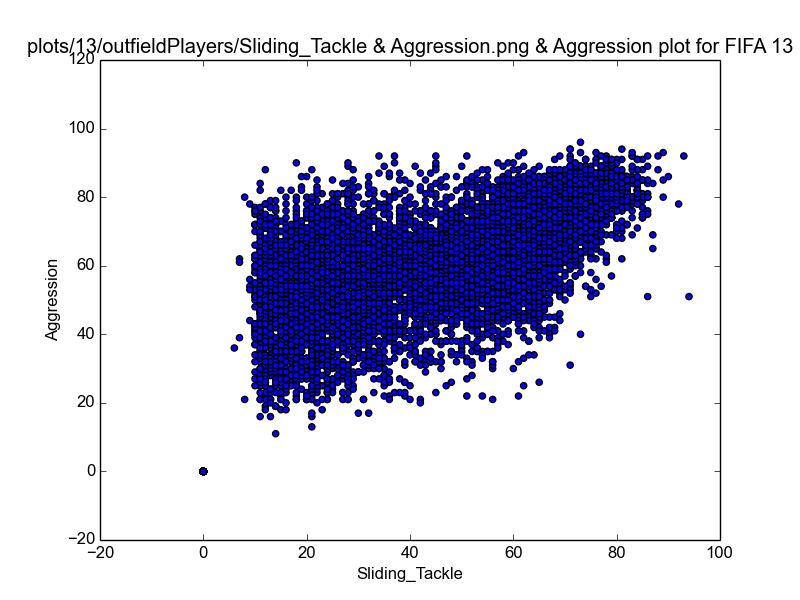 plots/13/outfieldPlayers/Sliding_Tackle & Aggression.png & Aggression plot for FIFA 13
120
100
80
60
40
20
0
−20
Aggression
−20 0 20 40 60 80 100
Sliding_Tackle